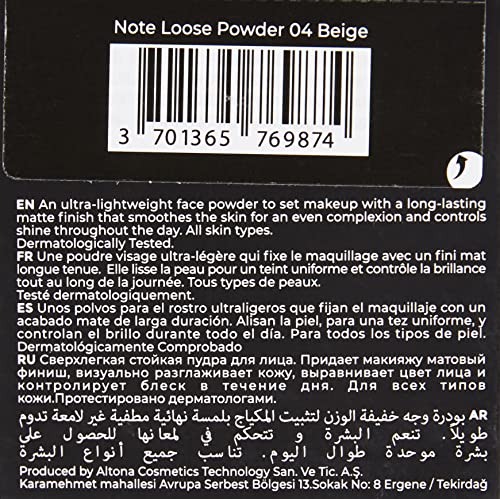 Note Loose Powder 04 Beige
3 701365 769874
EN An ultra-lightweight face powder to set makeup with a long-lasting
matte finish that smoothes the skin for an even complexion and controls
shine throughout the day. All skin types.
Dermatologically Tested.
FR Une poudre visage ultra-légère qui fixe le maquillage avec un fini mat
longue tenue. Elle lisse la peau pour un teint uniforme et contrôle la brillance
tout au long de la journée. Tous types de peaux.
Testé dermatologiquement.
ES Unos polvos para el rostro ultraligeros que fijan el maquillaje con un
acabado mate de larga duración. Alisan la piel, para una tez uniforme, y
controlan el brillo durante todo el día. Para todos los tipos de piel.
Dermatológicamente Comprobado
RU Сверхлегкая стойкая пудра для лица. Придает макияжу матовый
финиш, визуально разглаживает кожу, выравнивает цвет лица и
контролирует блеск в течение дня. Для всех типов
кожи.Протестировано дерматологами.
AR بودرة وجه خفيفة الوزن لتثبيت المكياج بلمسة نهائية مطفية غير لامعة تدوم
طويلاً. تنعم البشرة و تتحكم في لمعانها للحصول على
بشرة موحدة طوال اليوم. تناسب جميع أنواع البشرة
Produced by Altona Cosmetics Technology San. Ve Tic. A.Ş.
Karamehmet mahallesi Avrupa Serbest Bölgesi 13.Sokak No: 8 Ergene / Tekirdağ